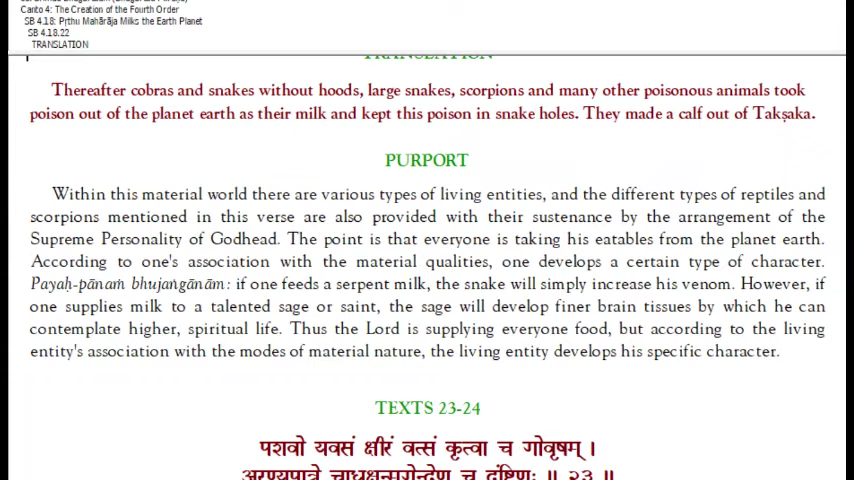 Canto 4: The Creation of the Fourth Order
SB 4.18: Pṛthu Mahārāja Milks the Earth Planet
SB 4.18.22
TRANSLATION
TRANSLATION
Thereafter cobras and snakes without hoods, large snakes, scorpions and many other poisonous animals took
poison out of the planet earth as their milk and kept this poison in snake holes. They made a calf out of Takṣaka.
PURPORT
Within this material world there are various types of living entities, and the different types of reptiles and
scorpions mentioned in this verse are also provided with their sustenance by the arrangement of the
Supreme Personality of Godhead. The point is that everyone is taking his eatables from the planet earth.
According to one's association with the material qualities, one develops a certain type of character.
Payaḥ-pānaṁ bhujaṅgānām: if one feeds a serpent milk, the snake will simply increase his venom. However, if
one supplies milk to a talented sage or saint, the sage will develop finer brain tissues by which he can
contemplate higher, spiritual life. Thus the Lord is supplying everyone food, but according to the living
entity's association with the modes of material nature, the living entity develops his specific character.
TEXTS 23-24
पशवो यवसं क्षीरं वत्सं कृत्वा च गोवृषम् ।
अरण्यपात्रे चाधुक्षन्मृगेन्द्रेण च दंष्ट्रिणः ॥ २३ ॥